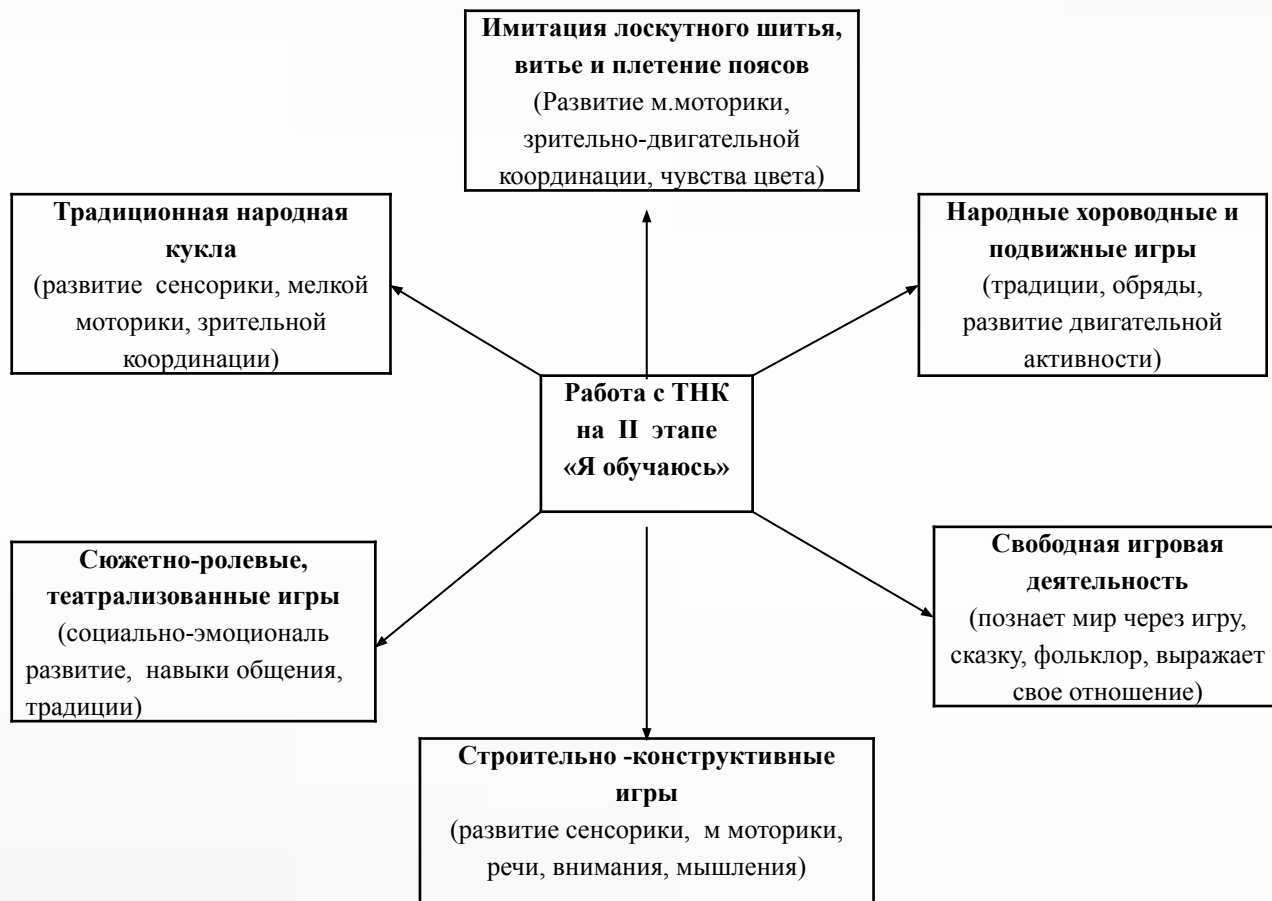 Имитация лоскутного шитья,
витье и плетение поясов
(Развитие м.моторики,
зрительно-двигательной
координации, чувства цвета)
Традиционная народная
кукла
(развитие сенсорики, мелкой
моторики, зрительной
координации)
Народные хороводные и
подвижные игры
(традиции, обряды,
развитие двигательной
активности)
Работа с ТНК
на II этапе
«Я обучаюсь»
Сюжетно-ролевые,
театрализованные игры
(социально-эмоциональ
развитие, навыки общения,
традиции)
Свободная игровая
деятельность
(познает мир через игру,
сказку, фольклор, выражает
свое отношение)
Строительно -конструктивные
игры
(развитие сенсорики, м моторики,
речи, внимания, мышления)